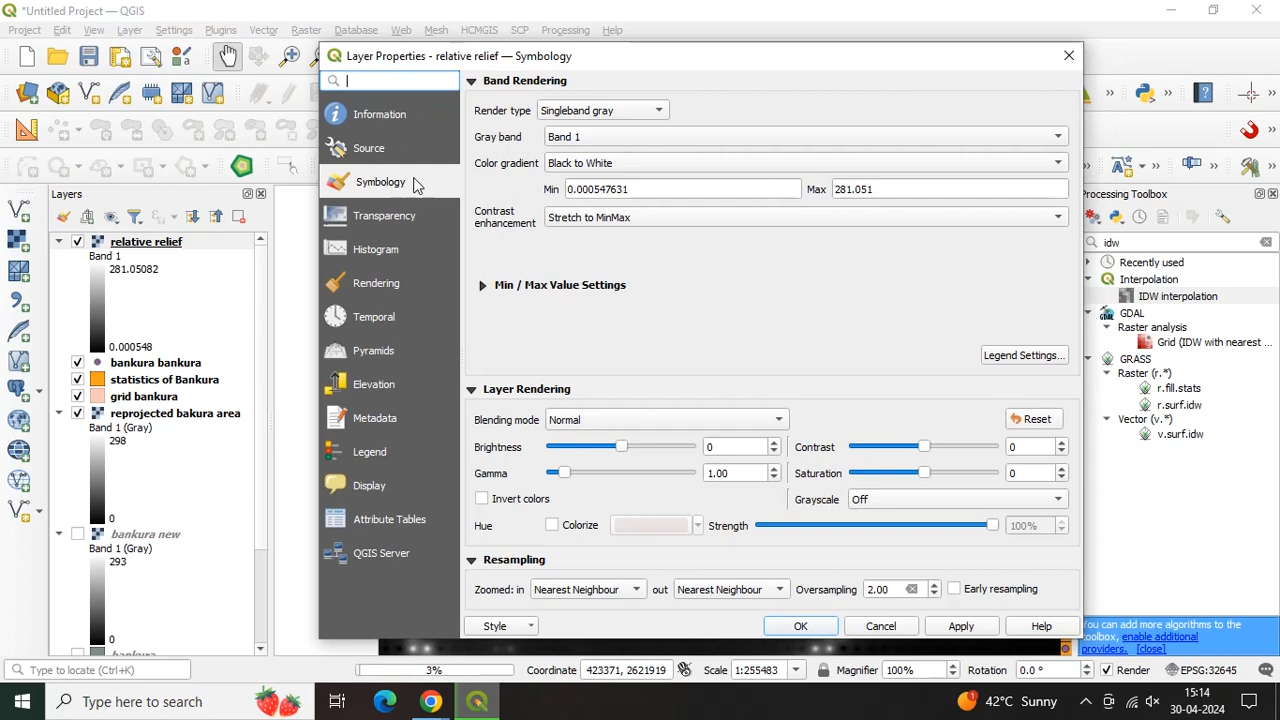 *Untitled Project — QGIS
Project Edit View Layer Settings Plugins Vector Raster Database Web Mesh HCMGIS SCP Processing Help
Layer Properties - relative relief — Symbology
Information
Source
Symbology
Transparency
Histogram
Rendering
Temporal
Pyramids
Elevation
Metadata
Legend
Display
Attribute Tables
QGIS Server
Band Rendering
Render type Singleband gray
Gray band Band 1
Color gradient Black to White
Min 0.000547631 Max 281.051
Contrast enhancement Stretch to MinMax
Min / Max Value Settings
Legend Settings...
Layer Rendering
Blending mode Normal Reset
Brightness 0 Contrast 0
Gamma 1.00 Saturation 0
Invert colors Grayscale Off
Hue Colorize Strength 100%
Resampling
Zoomed: in Nearest Neighbour out Nearest Neighbour Oversampling 2.00 Early resampling
Style OK Cancel Apply Help
Layers
relative relief
Band 1
281.05082
0.000548
bankura bankura
statistics of Bankura
grid bankura
reprojected bakura area
Band 1 (Gray)
298
0
bankura new
Band 1 (Gray)
293
0
bankura
Processing Toolbox
idw
Recently used
Interpolation
IDW interpolation
GDAL
Raster analysis
Grid (IDW with nearest ...
GRASS
Raster (r.*)
r.fill.stats
r.surf.idw
Vector (v.*)
v.surf.idw
You can add more algorithms to the toolbox, enable additional providers. [close]
Type to locate (Ctrl+K) 3% Coordinate 423371, 2621919 Scale 1:255483 Magnifier 100% Rotation 0.0 ° Render EPSG:32645
Type here to search 42°C Sunny 15:14
30-04-2024